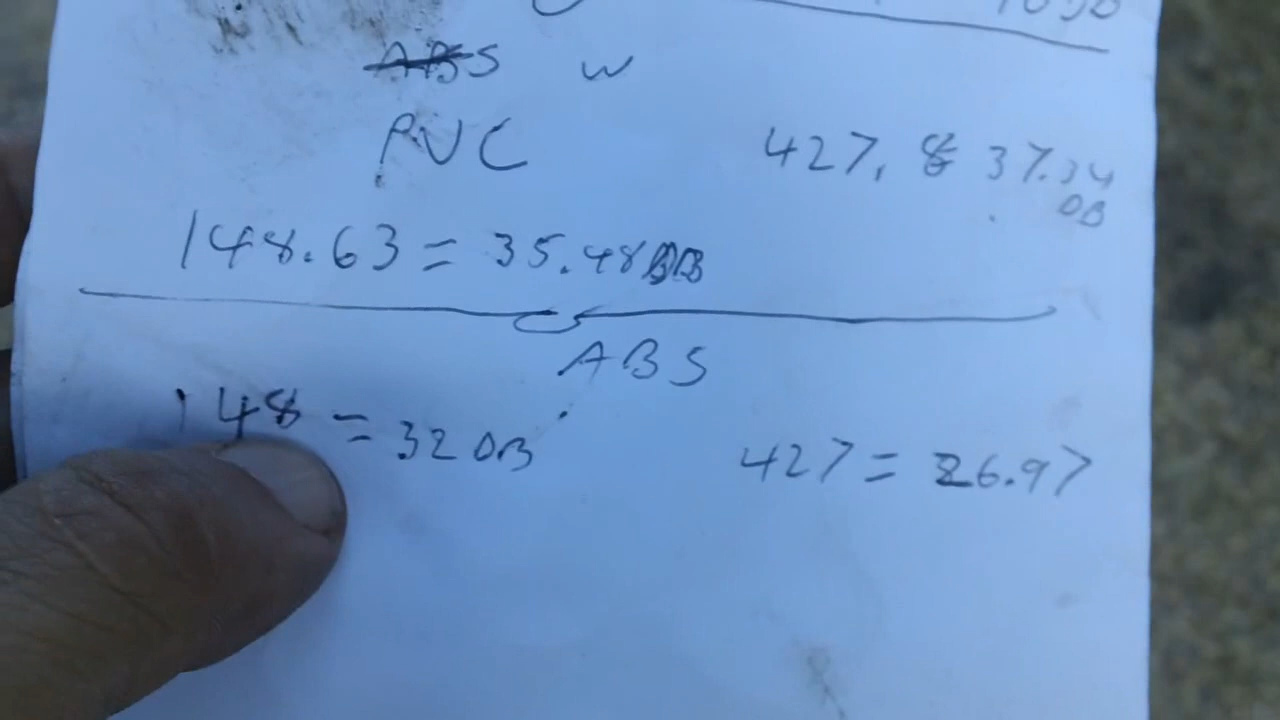 ABS W
PVC
427, 8 37.34
DB
148.63 = 35.48 DB
ABS
148 = 32 DB
427 = 26.97